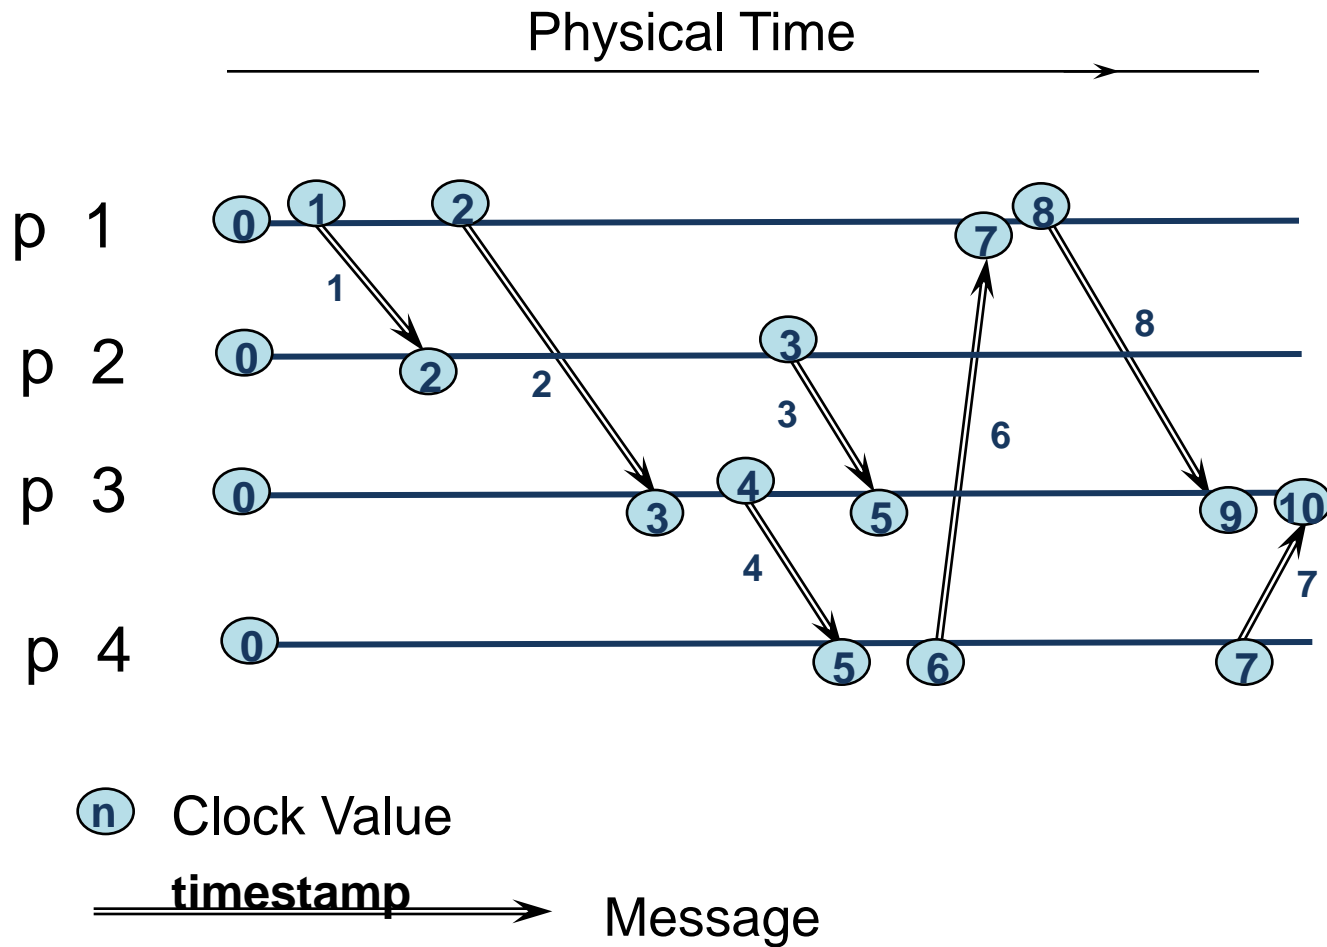 Physical Time
p 1 0 1 2 7 8
1
8
p 2 0 2 3
2 3 6
p 3 0 3 4 5 9 10
4 7
p 4 0 5 6 7
n Clock Value
timestamp
Message